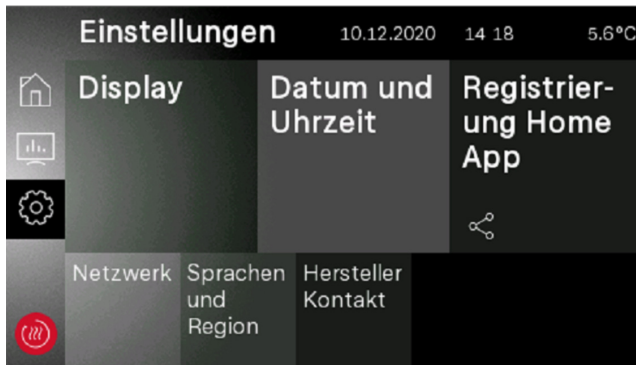 Einstellungen 10.12.2020 14 18 5.6°C
Display
Datum und
Uhrzeit
Registrier-
ung Home
App
Netzwerk
Sprachen
und
Region
Hersteller
Kontakt